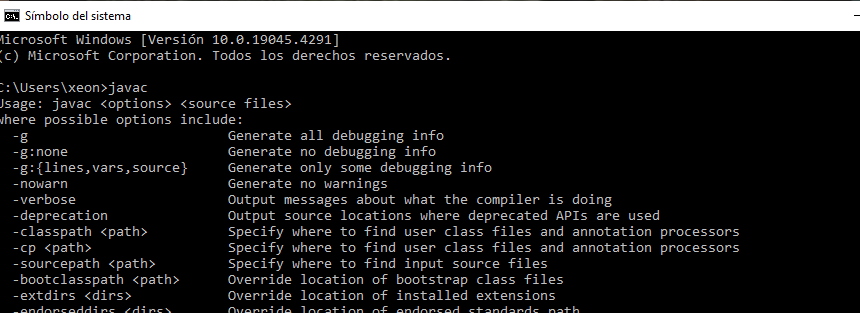 Símbolo del sistema
Microsoft Windows [Versión 10.0.19045.4291]
(c) Microsoft Corporation. Todos los derechos reservados.
C:\Users\xeon>javac
Usage: javac <options> <source files>
where possible options include:
-g Generate all debugging info
-g:none Generate no debugging info
-g:{lines,vars,source} Generate only some debugging info
-nowarn Generate no warnings
-verbose Output messages about what the compiler is doing
-deprecation Output source locations where deprecated APIs are used
-classpath <path> Specify where to find user class files and annotation processors
-cp <path> Specify where to find user class files and annotation processors
-sourcepath <path> Specify where to find input source files
-bootclasspath <path> Override location of bootstrap class files
-extdirs <dirs> Override location of installed extensions
-endorseddirs <dirs> Override location of endorsed standards path